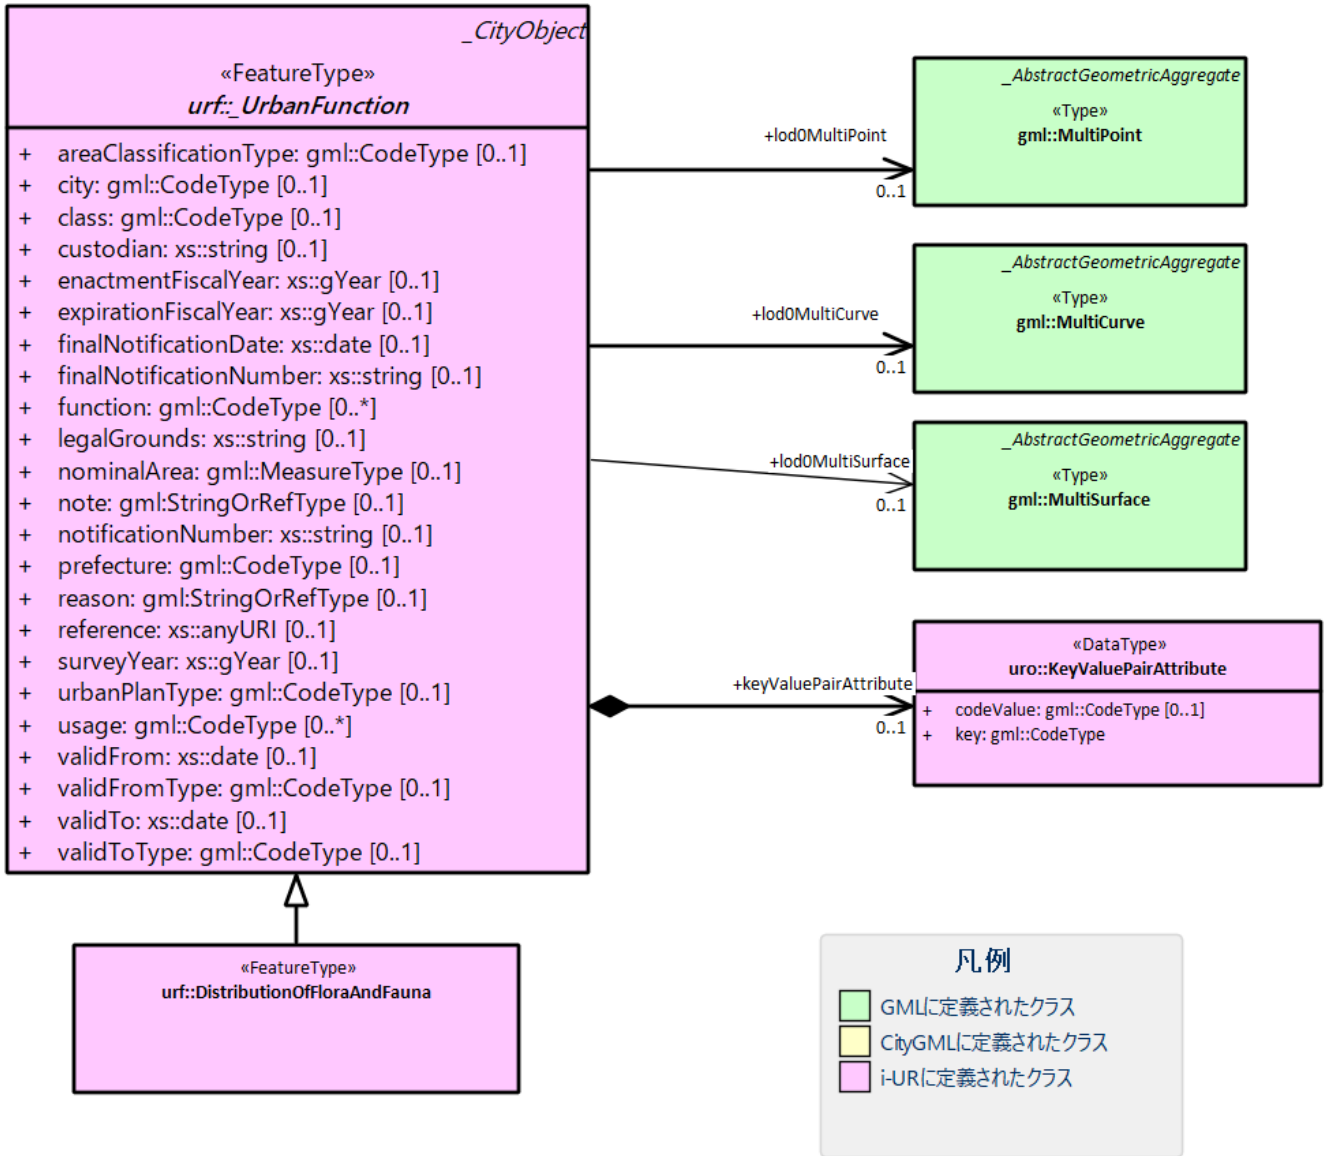 _CityObject
«FeatureType»
urf::_UrbanFunction
+ areaClassificationType: gml::CodeType [0..1]
+ city: gml::CodeType [0..1]
+ class: gml::CodeType [0..1]
+ custodian: xs::string [0..1]
+ enactmentFiscalYear: xs::gYear [0..1]
+ expirationFiscalYear: xs::gYear [0..1]
+ finalNotificationDate: xs::date [0..1]
+ finalNotificationNumber: xs::string [0..1]
+ function: gml::CodeType [0..*]
+ legalGrounds: xs::string [0..1]
+ nominalArea: gml::MeasureType [0..1]
+ note: gml:StringOrRefType [0..1]
+ notificationNumber: xs::string [0..1]
+ prefecture: gml::CodeType [0..1]
+ reason: gml:StringOrRefType [0..1]
+ reference: xs::anyURI [0..1]
+ surveyYear: xs::gYear [0..1]
+ urbanPlanType: gml::CodeType [0..1]
+ usage: gml::CodeType [0..*]
+ validFrom: xs::date [0..1]
+ validFromType: gml::CodeType [0..1]
+ validTo: xs::date [0..1]
+ validToType: gml::CodeType [0..1]
+lod0MultiPoint
0..1
_AbstractGeometricAggregate
«Type»
gml::MultiPoint
+lod0MultiCurve
0..1
_AbstractGeometricAggregate
«Type»
gml::MultiCurve
+lod0MultiSurface
0..1
_AbstractGeometricAggregate
«Type»
gml::MultiSurface
+keyValuePairAttribute
0..1
«DataType»
uro::KeyValuePairAttribute
+ codeValue: gml::CodeType [0..1]
+ key: gml::CodeType
«FeatureType»
urf::DistributionOfFloraAndFauna
凡例
GMLに定義されたクラス
CityGMLに定義されたクラス
i-URに定義されたクラス